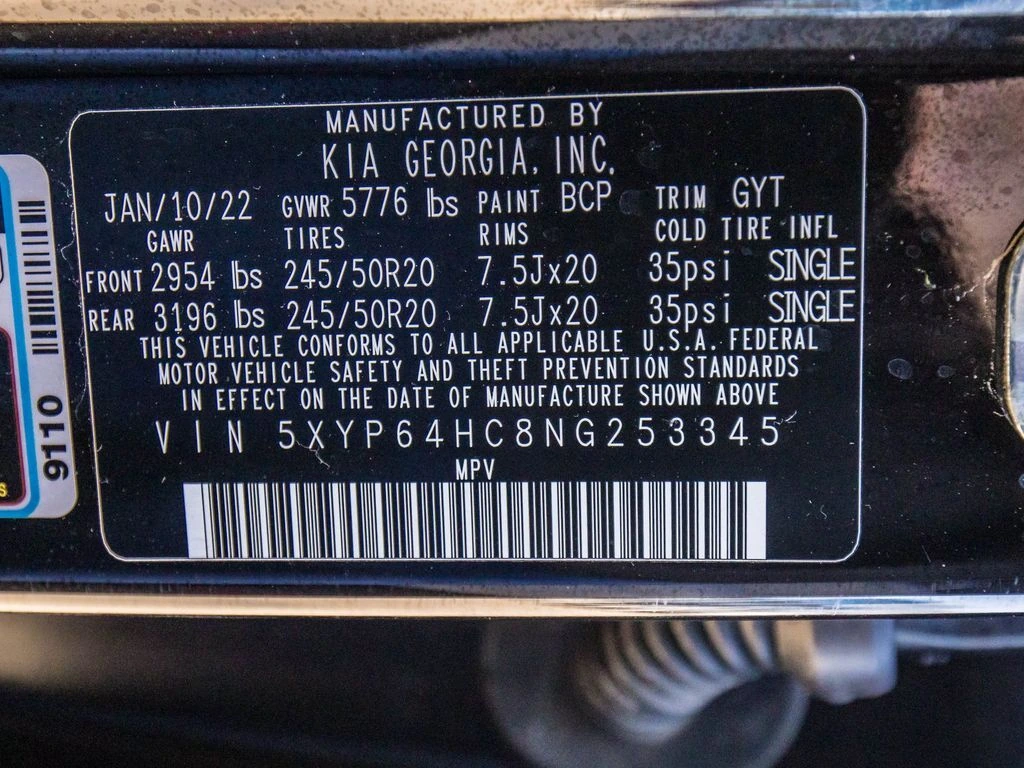 MANUFACTURED BY
KIA GEORGIA, INC.
JAN/10/22 GVWR 5776 lbs PAINT BCP TRIM GYT
GAWR TIRES RIMS COLD TIRE INFL
FRONT 2954 lbs 245/50R20 7.5Jx20 35psi SINGLE
REAR 3196 lbs 245/50R20 7.5Jx20 35psi SINGLE
THIS VEHICLE CONFORMS TO ALL APPLICABLE U.S.A. FEDERAL
MOTOR VEHICLE SAFETY AND THEFT PREVENTION STANDARDS
IN EFFECT ON THE DATE OF MANUFACTURE SHOWN ABOVE
VIN 5XYP64HC8NG253345
MPV
9110